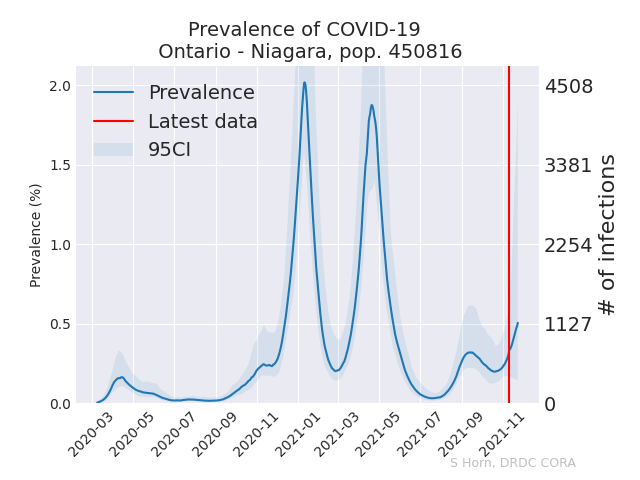 Prevalence of COVID-19
Ontario - Niagara, pop. 450816
Prevalence
Latest data
95CI
Prevalence (%)
2.0
1.5
1.0
0.5
0.0
4508
3381
2254
1127
0
# of infections
2020-03
2020-05
2020-07
2020-09
2020-11
2021-01
2021-03
2021-05
2021-07
2021-09
2021-11
S Horn, DRDC CORA